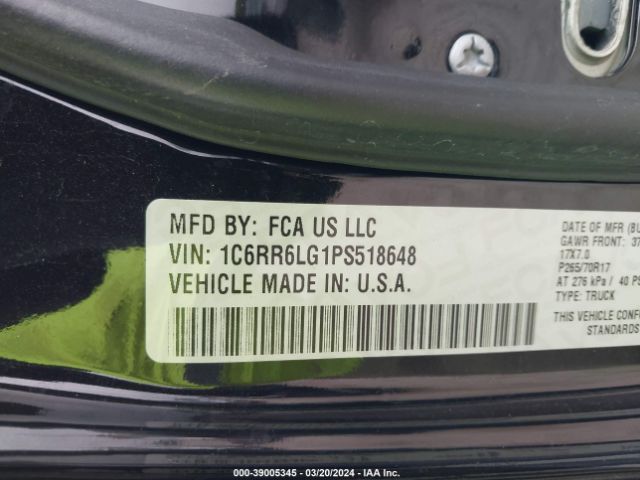 MFD BY: FCA US LLC
VIN: 1C6RR6LG1PS518648
VEHICLE MADE IN: U.S.A.
DATE OF MFR
GAWR FRONT:
17X7.0
P265/70R17
AT 276 kPa / 40
TYPE: TRUCK
THIS VEHICLE
STANDARDS
000-39005345 - 03/20/2024 - IAA Inc.